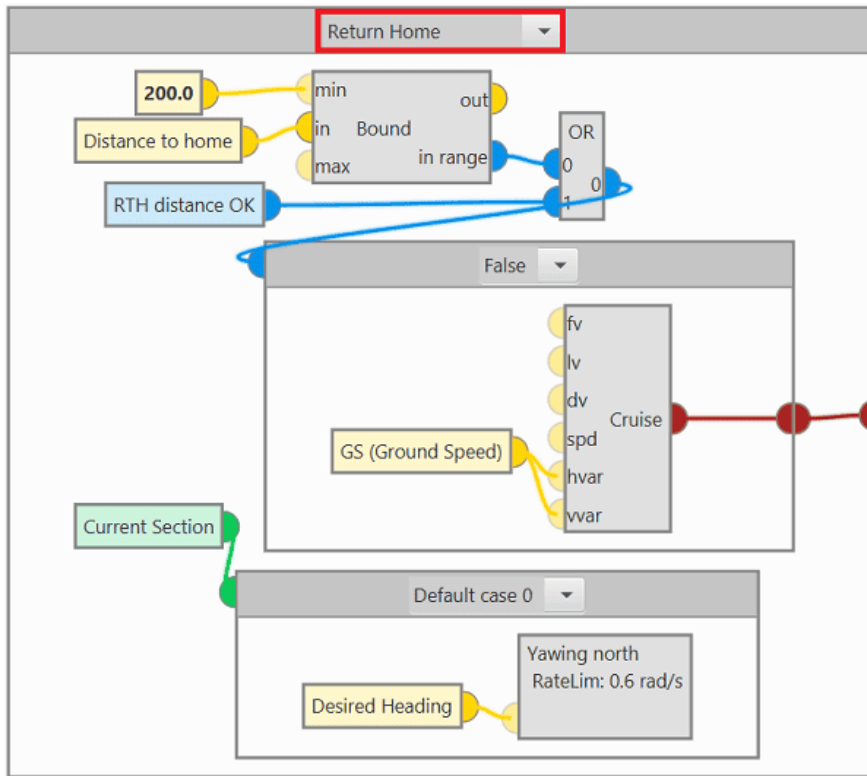 Return Home
200.0
min
out
Distance to home
in
Bound
in range
max
OR
0
0
RTH distance OK
1
False
fv
lv
dv
Cruise
spd
GS (Ground Speed)
hvar
vvar
Current Section
Default case 0
Yawing north
RateLim: 0.6 rad/s
Desired Heading